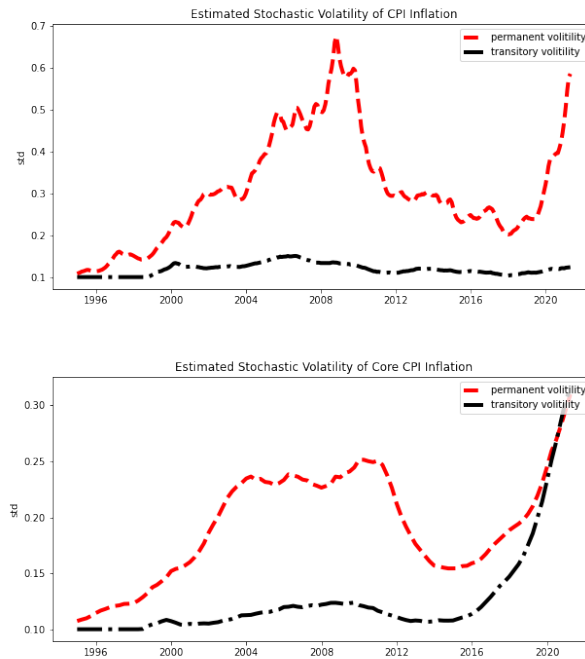 Estimated Stochastic Volatility of CPI Inflation
0.7
0.6
0.5
0.4
0.3
0.2
0.1
std
permanent volitility
transitory volitility
1996 2000 2004 2008 2012 2016 2020
Estimated Stochastic Volatility of Core CPI Inflation
0.30
0.25
0.20
0.15
0.10
std
permanent volitility
transitory volitility
1996 2000 2004 2008 2012 2016 2020